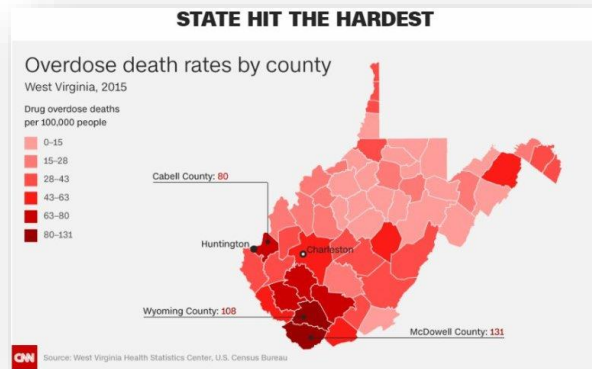 STATE HIT THE HARDEST
Overdose death rates by county
West Virginia, 2015
Drug overdose deaths
per 100,000 people
0–15
15–28
28–43
43–63
63–80
80–131
Cabell County: 80
Huntington
Charleston
Wyoming County: 108
McDowell County: 131
CNN Source: West Virginia Health Statistics Center, U.S. Census Bureau